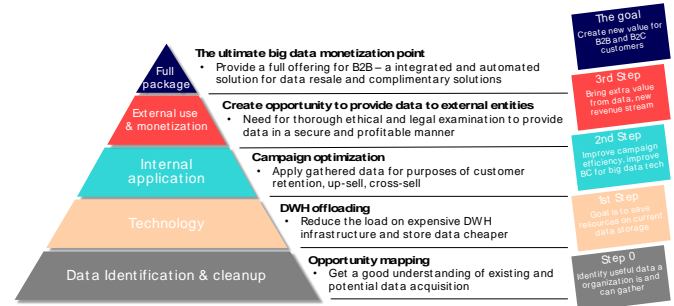 Full
package
External use
& monetization
Internal
application
Technology
Data Identification & cleanup
The ultimate big data monetization point
• Provide a full offering for B2B – a integrated and automated
solution for data resale and complimentary solutions
Create opportunity to provide data to external entities
• Need for thorough ethical and legal examination to provide
data in a secure and profitable manner
Campaign optimization
• Apply gathered data for purposes of customer
retention, up-sell, cross-sell
DWH offloading
• Reduce the load on expensive DWH
infrastructure and store data cheaper
Opportunity mapping
• Get a good understanding of existing and
potential data acquisition
The goal
Create new value for
B2B and B2C
customers
3rd Step
Bring extra value
from data, new
revenue stream
2nd Step
Improve campaign
efficiency, improve
BC for big data tech
1st Step
Goal is to save
resources on current
data storage
Step 0
Identify useful data a
organization is and
can gather